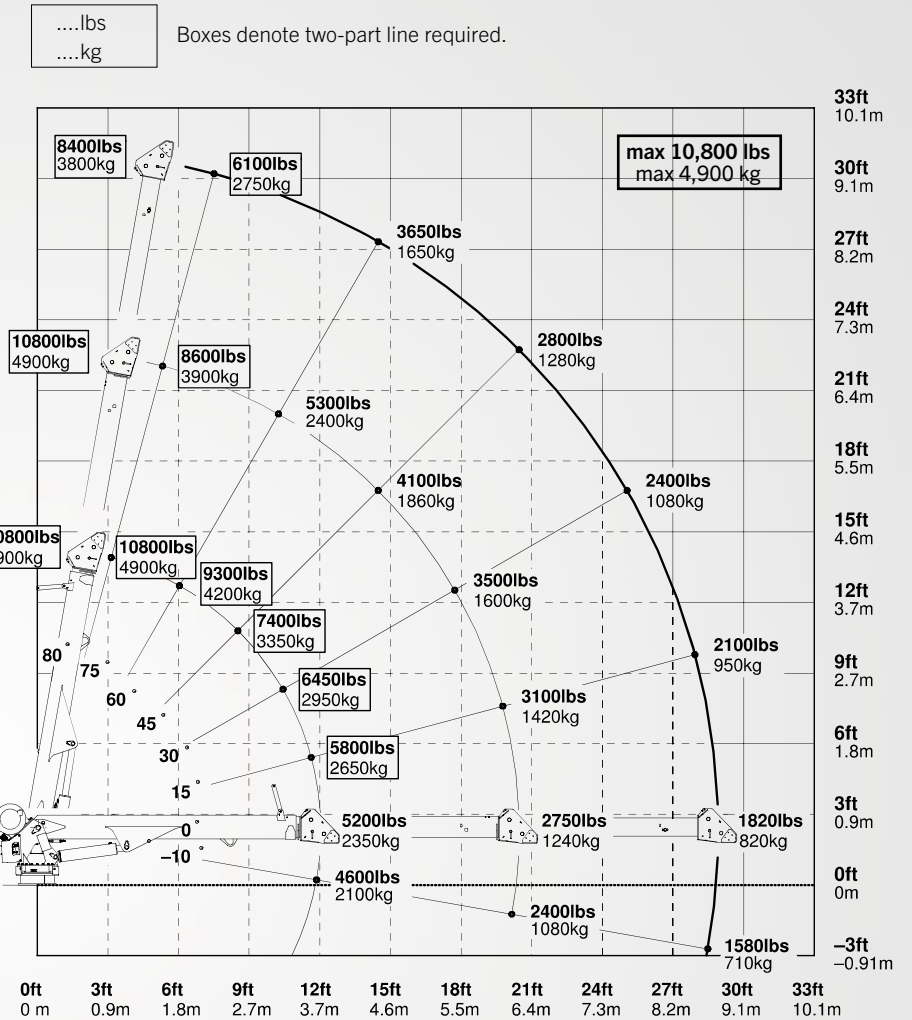 ....lbs
....kg
Boxes denote two-part line required.
33ft
10.1m
8400lbs
3800kg
6100lbs
2750kg
max 10,800 lbs
max 4,900 kg
30ft
9.1m
3650lbs
1650kg
27ft
8.2m
24ft
7.3m
10800lbs
4900kg
8600lbs
3900kg
2800lbs
1280kg
21ft
6.4m
5300lbs
2400kg
18ft
5.5m
4100lbs
1860kg
2400lbs
1080kg
15ft
4.6m
0800lbs
900kg
10800lbs
4900kg
9300lbs
4200kg
3500lbs
1600kg
12ft
3.7m
7400lbs
3350kg
80
75
60
45
30
15
0
–10
6450lbs
2950kg
2100lbs
950kg
9ft
2.7m
3100lbs
1420kg
6ft
1.8m
5800lbs
2650kg
3ft
0.9m
5200lbs
2350kg
2750lbs
1240kg
1820lbs
820kg
0ft
0m
4600lbs
2100kg
2400lbs
1080kg
1580lbs
710kg
–3ft
–0.91m
0ft 3ft 6ft 9ft 12ft 15ft 18ft 21ft 24ft 27ft 30ft 33ft
0 m 0.9m 1.8m 2.7m 3.7m 4.6m 5.5m 6.4m 7.3m 8.2m 9.1m 10.1m